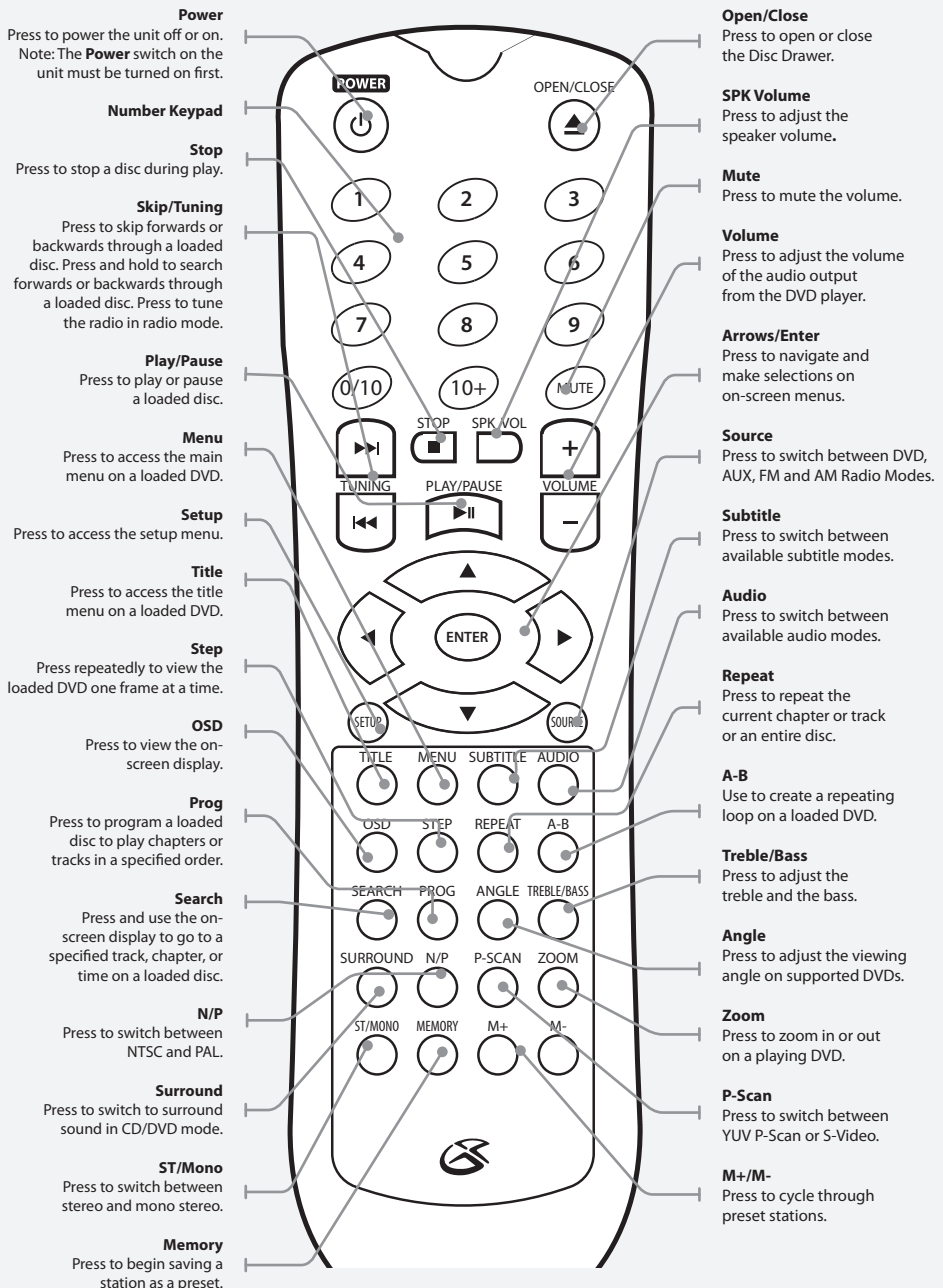 Power
Press to power the unit off or on.
Note: The Power switch on the
unit must be turned on first.
Number Keypad
Stop
Press to stop a disc during play.
Skip/Tuning
Press to skip forwards or
backwards through a loaded
disc. Press and hold to search
forwards or backwards through
a loaded disc. Press to tune
the radio in radio mode.
Play/Pause
Press to play or pause
a loaded disc.
Menu
Press to access the main
menu on a loaded DVD.
Setup
Press to access the setup menu.
Title
Press to access the title
menu on a loaded DVD.
Step
Press repeatedly to view the
loaded DVD one frame at a time.
OSD
Press to view the on-
screen display.
Prog
Press to program a loaded
disc to play chapters or
tracks in a specified order.
Search
Press and use the on-
screen display to go to a
specified track, chapter, or
time on a loaded disc.
N/P
Press to switch between
NTSC and PAL.
Surround
Press to switch to surround
sound in CD/DVD mode.
ST/Mono
Press to switch between
stereo and mono stereo.
Memory
Press to begin saving a
station as a preset.
POWER OPEN/CLOSE
1 2 3
4 5 6
7 8 9
0/10 10+ MUTE
STOP SPK VOL
+
TUNING PLAY/PAUSE VOLUME
−
ENTER
SETUP SOURCE
TITLE MENU SUBTITLE AUDIO
OSD STEP REPEAT A-B
SEARCH PROG ANGLE TREBLE/BASS
SURROUND N/P P-SCAN ZOOM
ST/MONO MEMORY M+ M-
Open/Close
Press to open or close
the Disc Drawer.
SPK Volume
Press to adjust the
speaker volume.
Mute
Press to mute the volume.
Volume
Press to adjust the volume
of the audio output
from the DVD player.
Arrows/Enter
Press to navigate and
make selections on
on-screen menus.
Source
Press to switch between DVD,
AUX, FM and AM Radio Modes.
Subtitle
Press to switch between
available subtitle modes.
Audio
Press to switch between
available audio modes.
Repeat
Press to repeat the
current chapter or track
or an entire disc.
A-B
Use to create a repeating
loop on a loaded DVD.
Treble/Bass
Press to adjust the
treble and the bass.
Angle
Press to adjust the viewing
angle on supported DVDs.
Zoom
Press to zoom in or out
on a playing DVD.
P-Scan
Press to switch between
YUV P-Scan or S-Video.
M+/M-
Press to cycle through
preset stations.